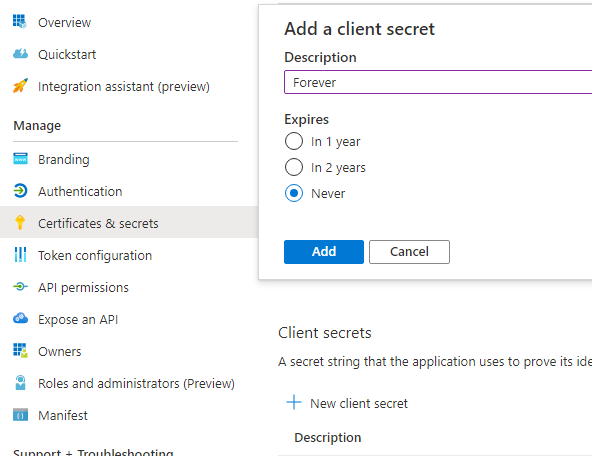 Overview
Quickstart
Integration assistant (preview)
Manage
Branding
Authentication
Certificates & secrets
Token configuration
API permissions
Expose an API
Owners
Roles and administrators (Preview)
Manifest
Support + Troubleshooting
Add a client secret
Description
Forever
Expires
In 1 year
In 2 years
Never
Add
Cancel
Client secrets
A secret string that the application uses to prove its ide
New client secret
Description